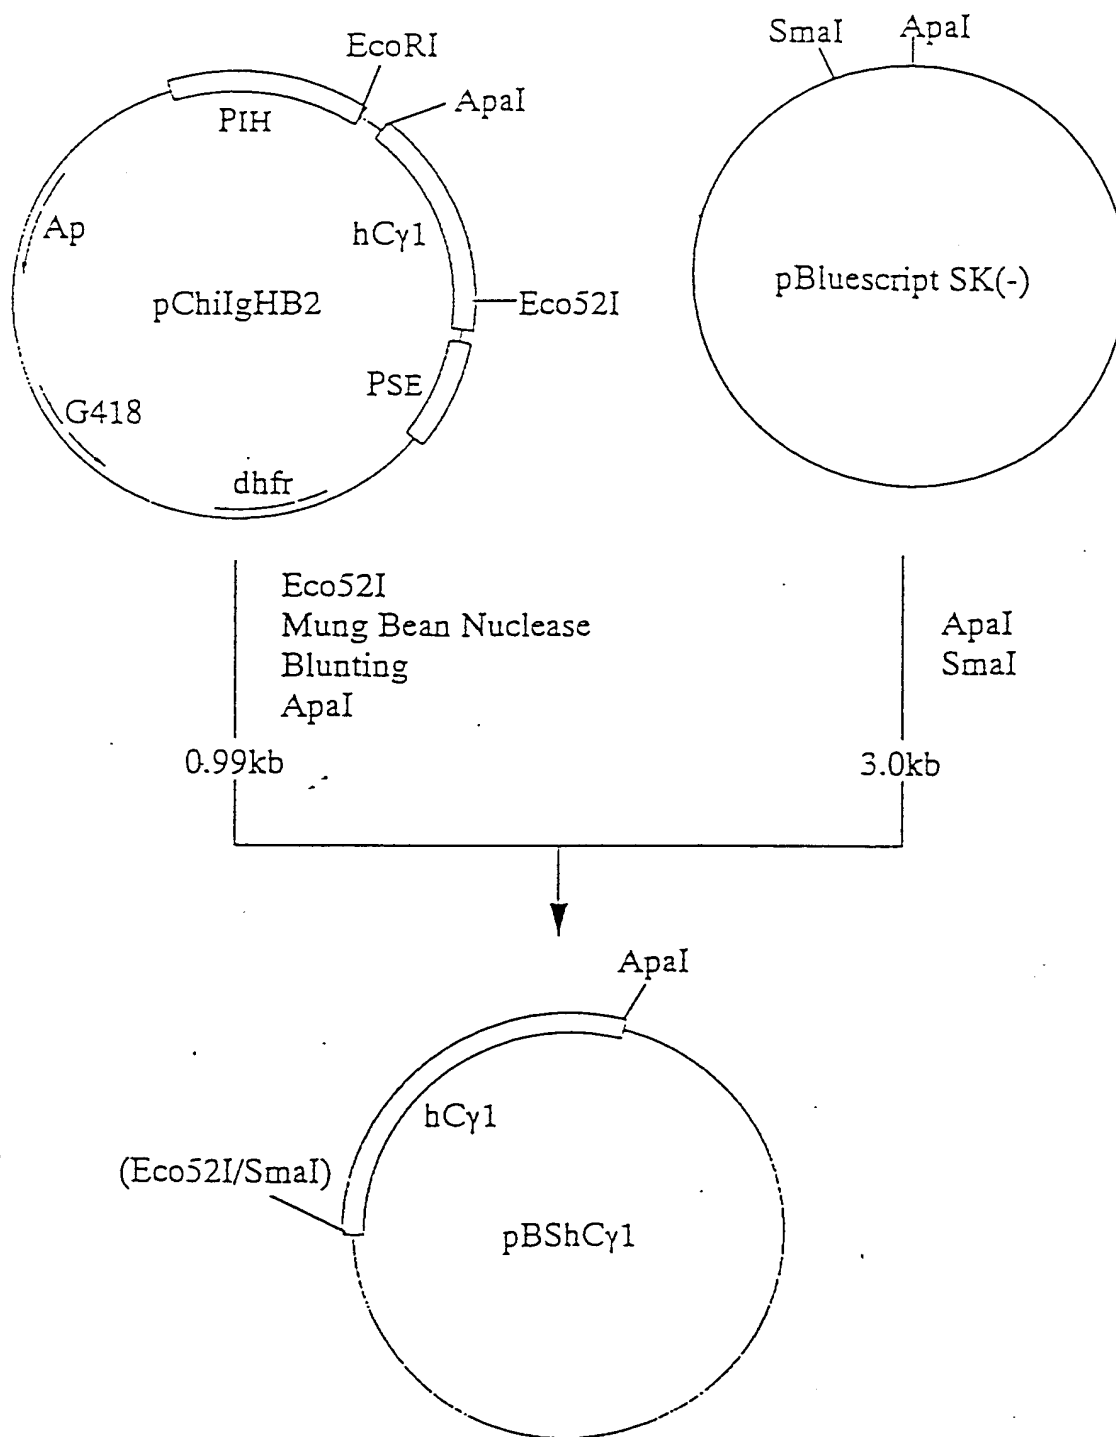 EcoRI
ApaI
PIH
Ap
hCγ1
pChiIgHB2
Eco52I
PSE
G418
dhfr
SmaI
ApaI
pBluescript SK(-)
Eco52I
Mung Bean Nuclease
Blunting
ApaI
ApaI
SmaI
0.99kb
3.0kb
ApaI
hCγ1
(Eco52I/SmaI)
pBShCγ1